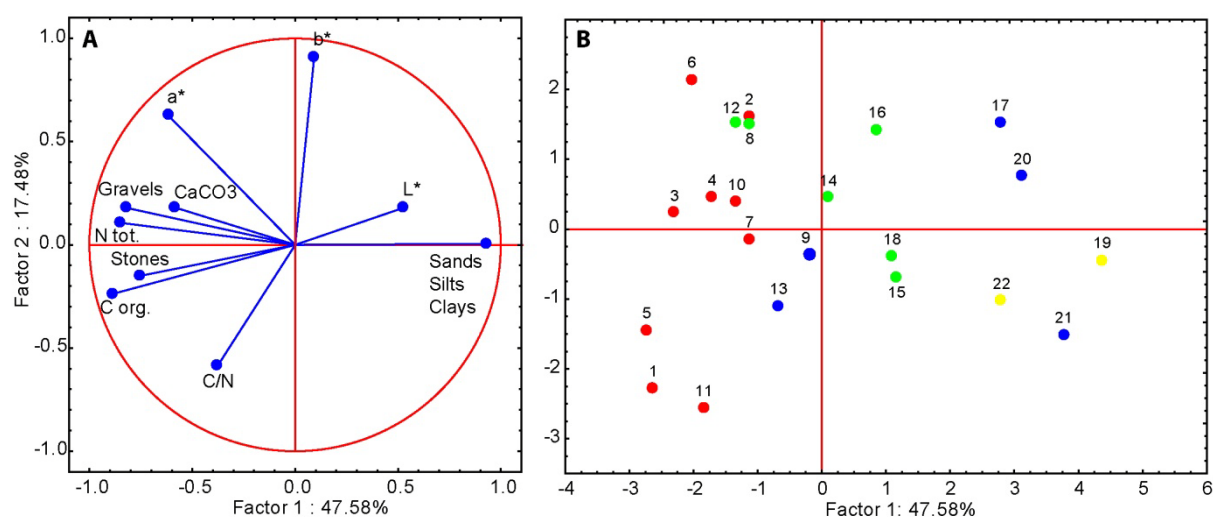 A
b*
a*
Gravels
CaCO3
L*
N tot.
Stones
Sands
C org.
Silts
Clays
C/N
1.0
0.5
0.0
-0.5
-1.0
Factor 2 : 17.48%
-1.0
-0.5
0.0
0.5
1.0
Factor 1 : 47.58%
B
6
12
2
8
16
17
20
4
10
14
3
7
9
18
19
15
13
22
5
21
1
11
2
1
0
-1
-2
-3
-4
-3
-2
-1
0
1
2
3
4
5
6
Factor 1: 47.58%